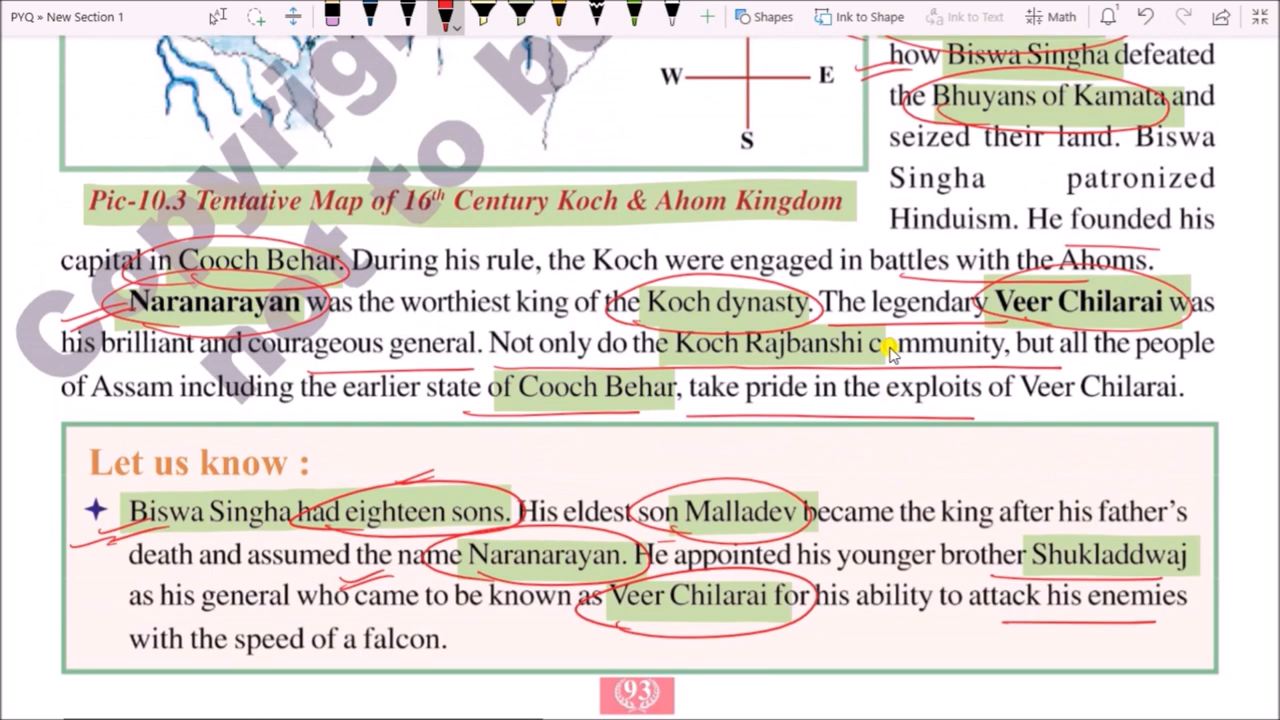 PYQ » New Section 1
Shapes
Ink to Shape
Ink to Text
Math
how Biswa Singha defeated
W E
the Bhuyans of Kamata and
S
seized their land. Biswa
Singha patronized
Pic-10.3 Tentative Map of 16th Century Koch & Ahom Kingdom
Hinduism. He founded his
capital in Cooch Behar. During his rule, the Koch were engaged in battles with the Ahoms.
Naranarayan was the worthiest king of the Koch dynasty. The legendary Veer Chilarai was
his brilliant and courageous general. Not only do the Koch Rajbanshi community, but all the people
of Assam including the earlier state of Cooch Behar, take pride in the exploits of Veer Chilarai.
Let us know :
Biswa Singha had eighteen sons. His eldest son Malladev became the king after his father’s
death and assumed the name Naranarayan. He appointed his younger brother Shukladdwaj
as his general who came to be known as Veer Chilarai for his ability to attack his enemies
with the speed of a falcon.
93